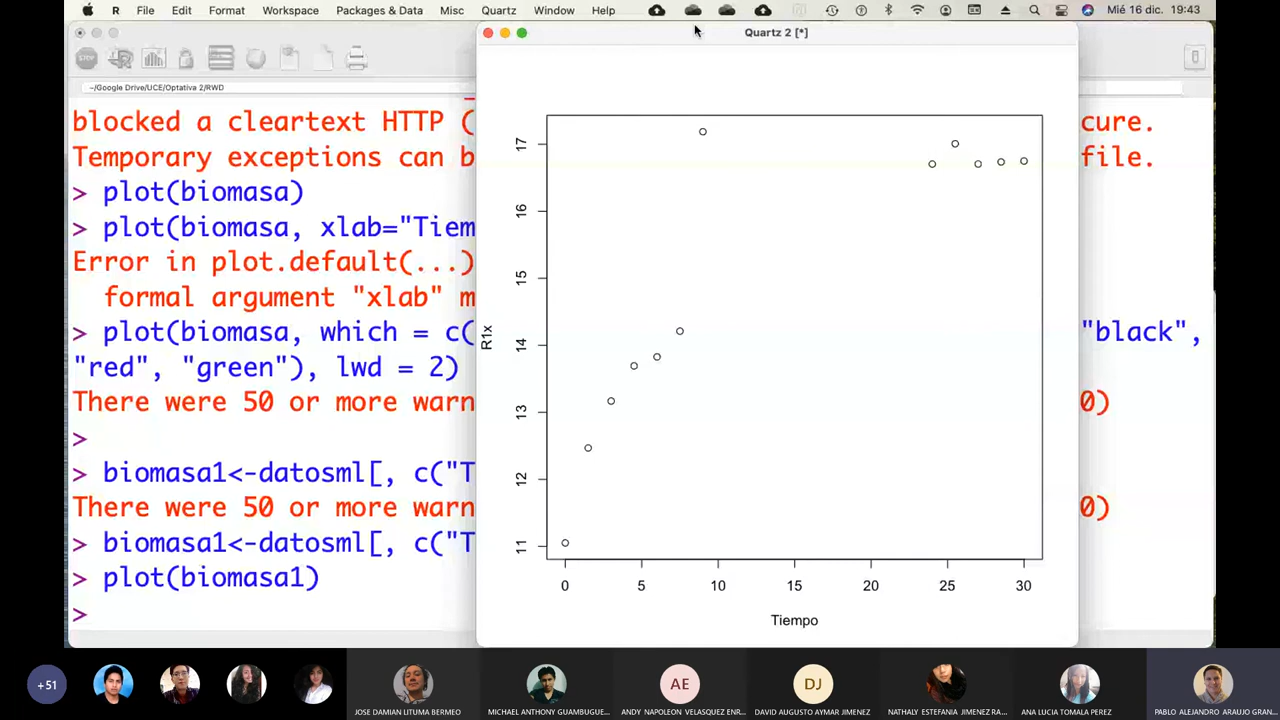 R File Edit Format Workspace Packages & Data Misc Quartz Window Help Mié 16 dic. 19:43
Quartz 2 [*]
STOP
~/Google Drive/UCE/Optativa 2/RWD
blocked a cleartext HTTP ( cure.
Temporary exceptions can b file.
> plot(biomasa)
> plot(biomasa, xlab="Tiem
Error in plot.default(...)
formal argument "xlab" m
> plot(biomasa, which = c( "black",
"red", "green"), lwd = 2)
There were 50 or more warn 0)
>
> biomasa1<-datosml[, c("T
There were 50 or more warn 0)
> biomasa1<-datosml[, c("T
> plot(biomasa1)
>
R1x
17
16
15
14
13
12
11
0 5 10 15 20 25 30
Tiempo
+51
AE
DJ
JOSE DAMIAN LITUMA BERMEO
MICHAEL ANTHONY GUAMBUGUE...
ANDY NAPOLEON VELASQUEZ ENR...
DAVID AUGUSTO AYMAR JIMENEZ
NATHALY ESTEFANIA JIMENEZ RA...
ANA LUCIA TOMALA PEREZ
PABLO ALEJANDRO ARAUJO GRAN...